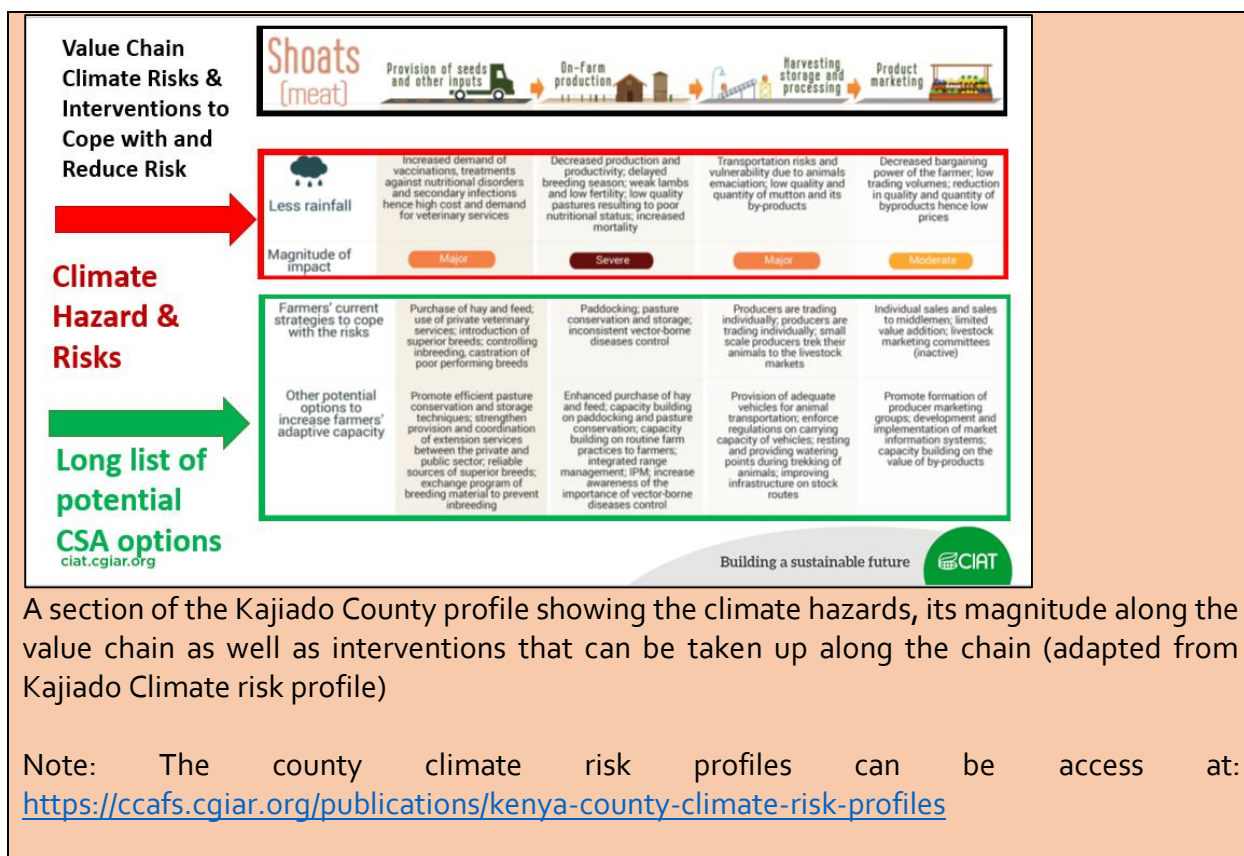 Value Chain
Climate Risks &
Interventions to
Cope with and
Reduce Risk
Climate
Hazard &
Risks
Long list of
potential
CSA options
ciat.cgiar.org
Shoats
(meat)
Provision of seeds
and other inputs
On-farm
production
Harvesting
storage and
processing
Product
marketing
Less rainfall
Increased demand of
vaccinations, treatments
against nutritional disorders
and secondary infections
hence high cost and demand
for veterinary services
Decreased production and
productivity; delayed
breeding season; weak lambs
and low fertility; low quality
pastures resulting to poor
nutritional status; increased
mortality
Transportation risks and
vulnerability due to animals
emaciation; low quality and
quantity of mutton and its
by-products
Decreased bargaining
power of the farmer; low
trading volumes; reduction
in quality and quantity of
byproducts hence low
prices
Magnitude of
impact
Major
Severe
Major
Moderate
Farmers' current
strategies to cope
with the risks
Purchase of hay and feed;
use of private veterinary
services; introduction of
superior breeds; controlling
inbreeding, castration of
poor performing breeds
Paddocking; pasture
conservation and storage;
inconsistent vector-borne
diseases control
Producers are trading
individually; producers are
trading individually; small
scale producers trek their
animals to the livestock
markets
Individual sales and sales
to middlemen; limited
value addition; livestock
marketing committees
(inactive)
Other potential
options to
increase farmers'
adaptive capacity
Promote efficient pasture
conservation and storage
techniques; strengthen
provision and coordination
of extension services
between the private and
public sector; reliable
sources of superior breeds;
exchange program of
breeding material to prevent
inbreeding
Enhanced purchase of hay
and feed; capacity building
on paddocking and pasture
conservation; capacity
building on routine farm
practices to farmers;
integrated range
management; IPM; increase
awareness of the
importance of vector-borne
diseases control
Provision of adequate
vehicles for animal
transportation; enforce
regulations on carrying
capacity of vehicles; resting
and providing watering
points during trekking of
animals; improving
infrastructure on stock
routes
Promote formation of
producer marketing
groups; development and
implementation of market
information systems;
capacity building on the
value of by-products
Building a sustainable future
CIAT
A section of the Kajiado County profile showing the climate hazards, its magnitude along the
value chain as well as interventions that can be taken up along the chain (adapted from
Kajiado Climate risk profile)
Note: The county climate risk profiles can be access at:
https://ccafs.cgiar.org/publications/kenya-county-climate-risk-profiles